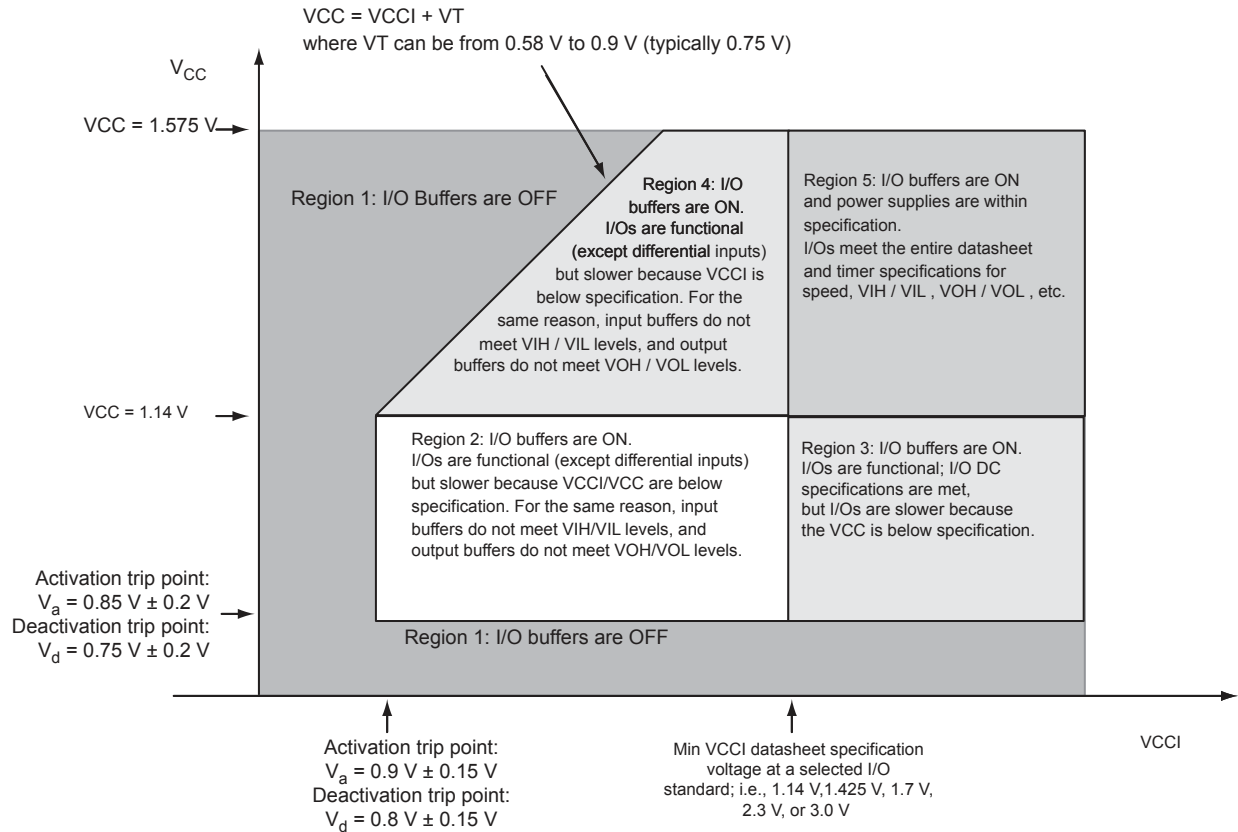 VCC = VCCI + VT
where VT can be from 0.58 V to 0.9 V (typically 0.75 V)
VCC
VCC = 1.575 V
Region 1: I/O Buffers are OFF
Region 4: I/O
buffers are ON.
I/Os are functional
(except differential inputs)
but slower because VCCI is
below specification. For the
same reason, input buffers do not
meet VIH / VIL levels, and output
buffers do not meet VOH / VOL levels.
Region 5: I/O buffers are ON
and power supplies are within
specification.
I/Os meet the entire datasheet
and timer specifications for
speed, VIH / VIL , VOH / VOL , etc.
VCC = 1.14 V
Region 2: I/O buffers are ON.
I/Os are functional (except differential inputs)
but slower because VCCI/VCC are below
specification. For the same reason, input
buffers do not meet VIH/VIL levels, and
output buffers do not meet VOH/VOL levels.
Region 3: I/O buffers are ON.
I/Os are functional; I/O DC
specifications are met,
but I/Os are slower because
the VCC is below specification.
Activation trip point:
Va = 0.85 V ± 0.2 V
Deactivation trip point:
Vd = 0.75 V ± 0.2 V
Region 1: I/O buffers are OFF
Activation trip point:
Va = 0.9 V ± 0.15 V
Deactivation trip point:
Vd = 0.8 V ± 0.15 V
Min VCCI datasheet specification
voltage at a selected I/O
standard; i.e., 1.14 V,1.425 V, 1.7 V,
2.3 V, or 3.0 V
VCCI